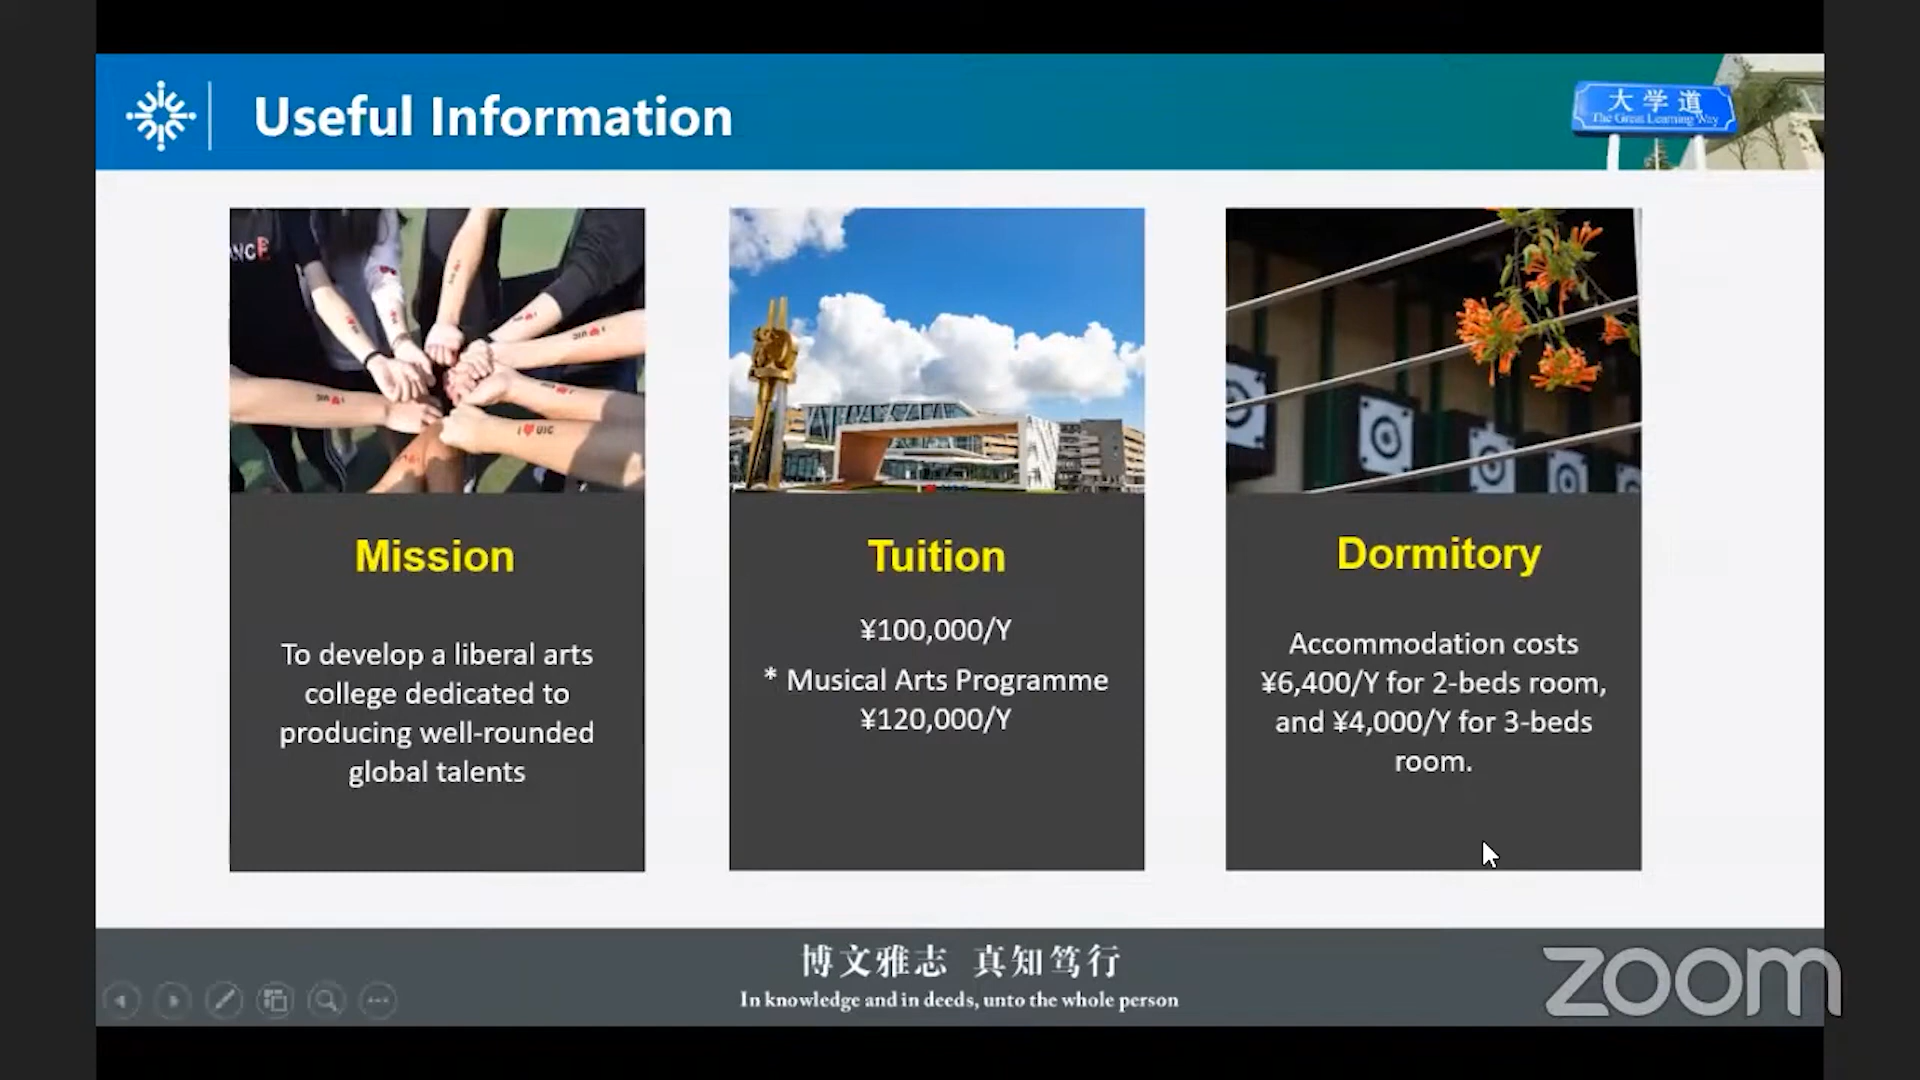 UIC
Useful Information
大学道
The Great Learning Way
ANCE
I ❤ UIC
Mission
To develop a liberal arts
college dedicated to
producing well-rounded
global talents
Tuition
¥100,000/Y
* Musical Arts Programme
¥120,000/Y
Dormitory
Accommodation costs
¥6,400/Y for 2-beds room,
and ¥4,000/Y for 3-beds
room.
博文雅志 真知笃行
In knowledge and in deeds, unto the whole person
zoom